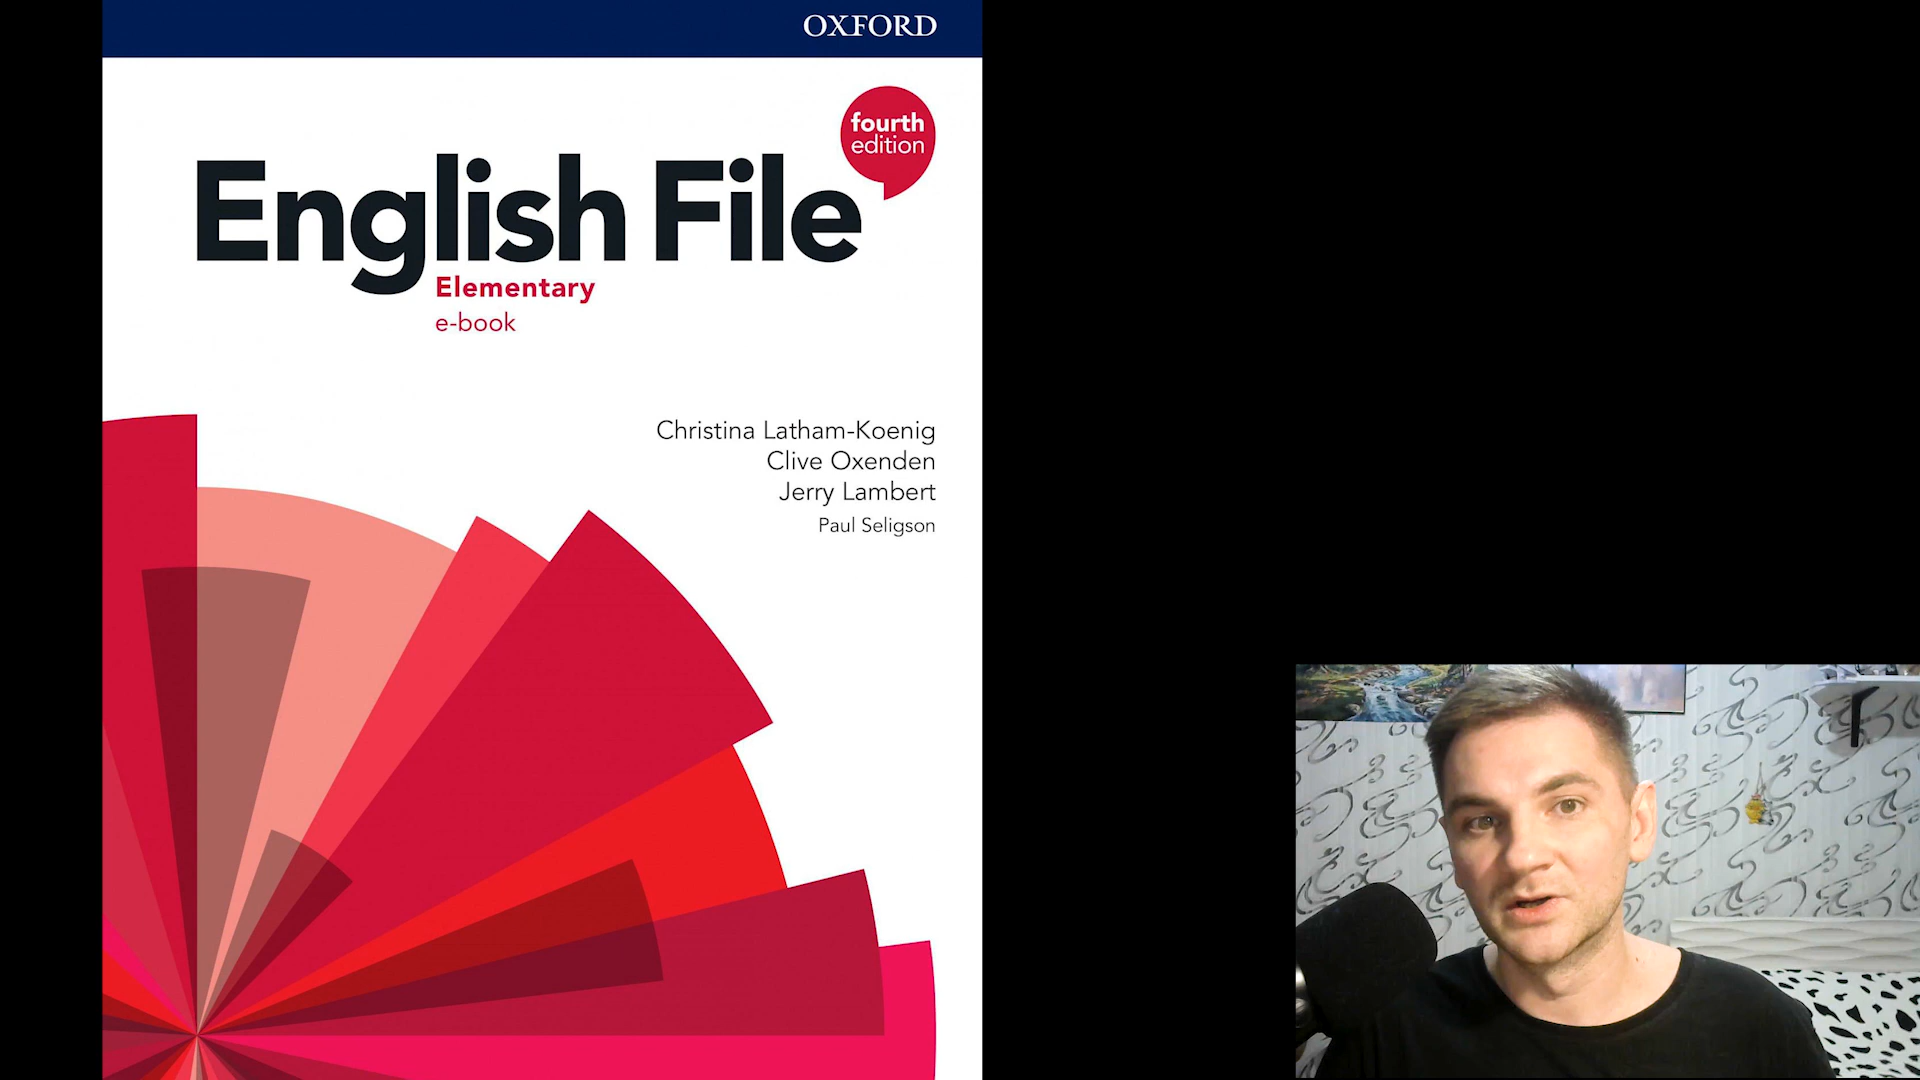 OXFORD
fourth
edition
English File
Elementary
e-book
Christina Latham-Koenig
Clive Oxenden
Jerry Lambert
Paul Seligson